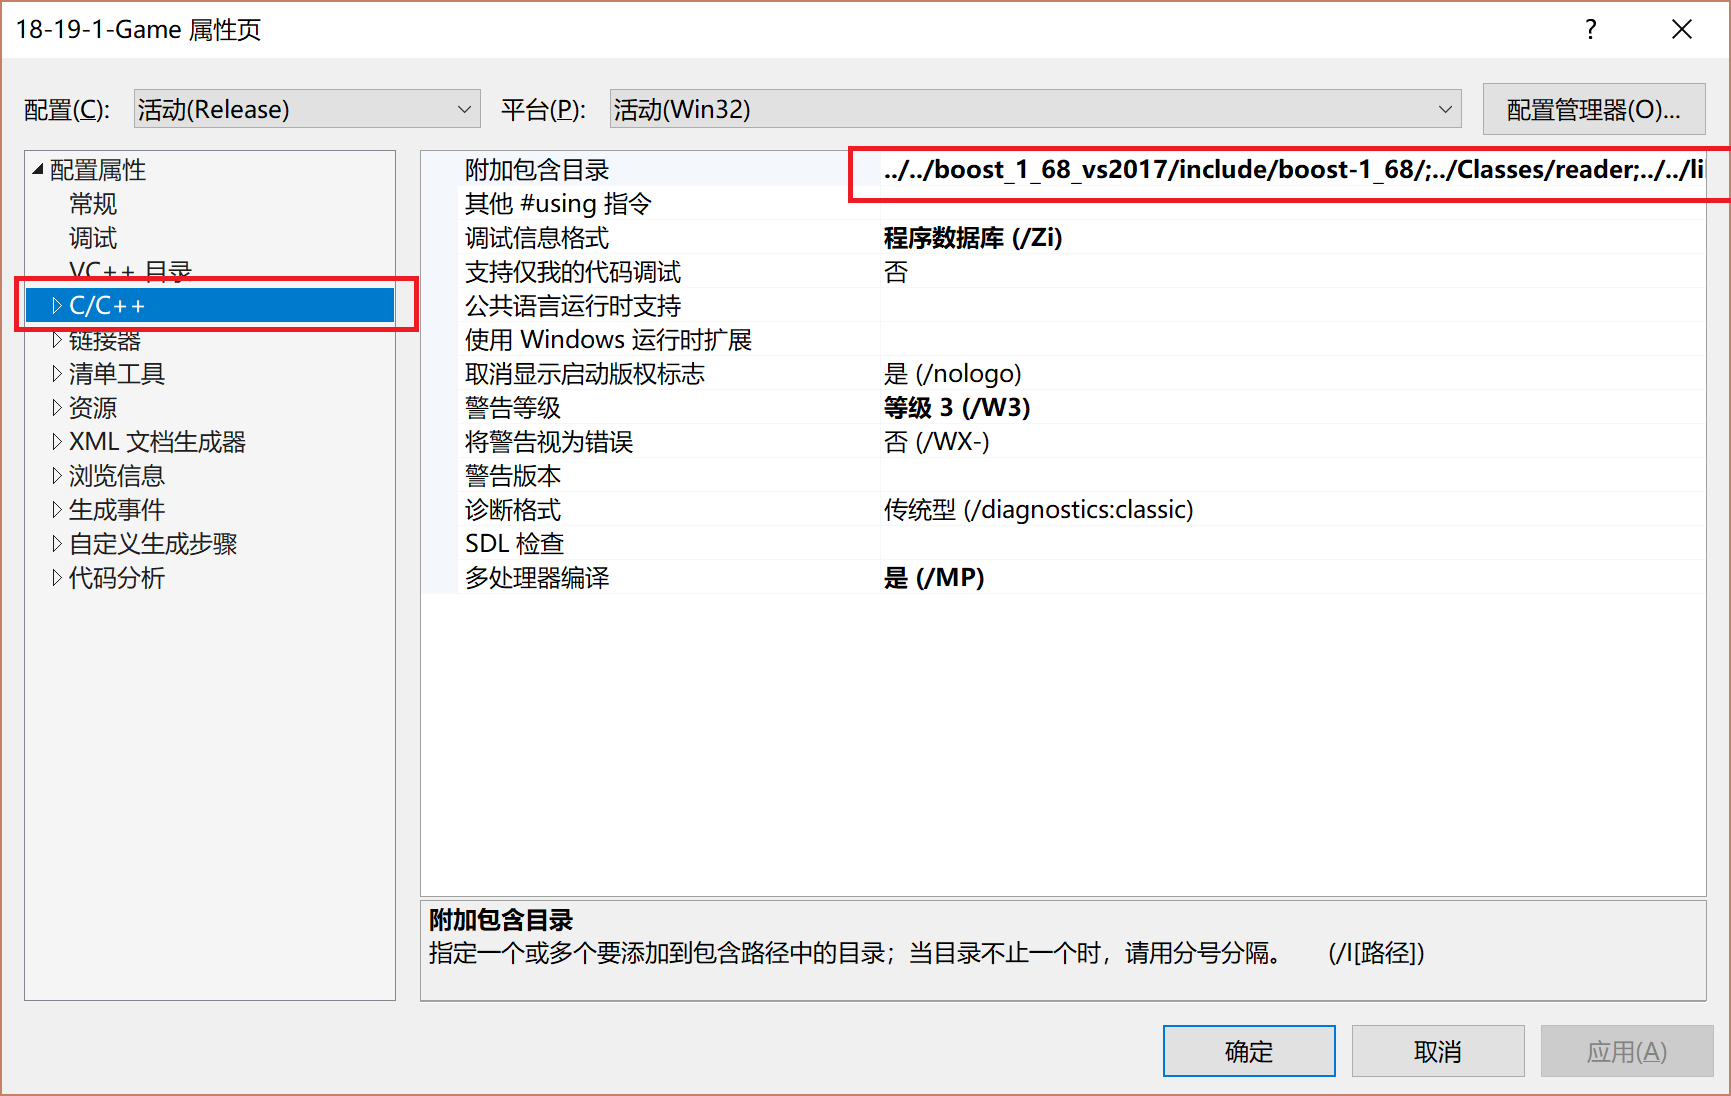 18-19-1-Game 属性页
?
配置(C): 活动(Release) 平台(P): 活动(Win32) 配置管理器(O)...
配置属性
常规
调试
VC++ 目录
C/C++
链接器
清单工具
资源
XML 文档生成器
浏览信息
生成事件
自定义生成步骤
代码分析
附加包含目录 ../../boost_1_68_vs2017/include/boost-1_68/;../Classes/reader;../../li
其他 #using 指令
调试信息格式 程序数据库 (/Zi)
支持仅我的代码调试 否
公共语言运行时支持
使用 Windows 运行时扩展
取消显示启动版权标志 是 (/nologo)
警告等级 等级 3 (/W3)
将警告视为错误 否 (/WX-)
警告版本
诊断格式 传统型 (/diagnostics:classic)
SDL 检查
多处理器编译 是 (/MP)
附加包含目录
指定一个或多个要添加到包含路径中的目录；当目录不止一个时，请用分号分隔。 (/I[路径])
确定 取消 应用(A)